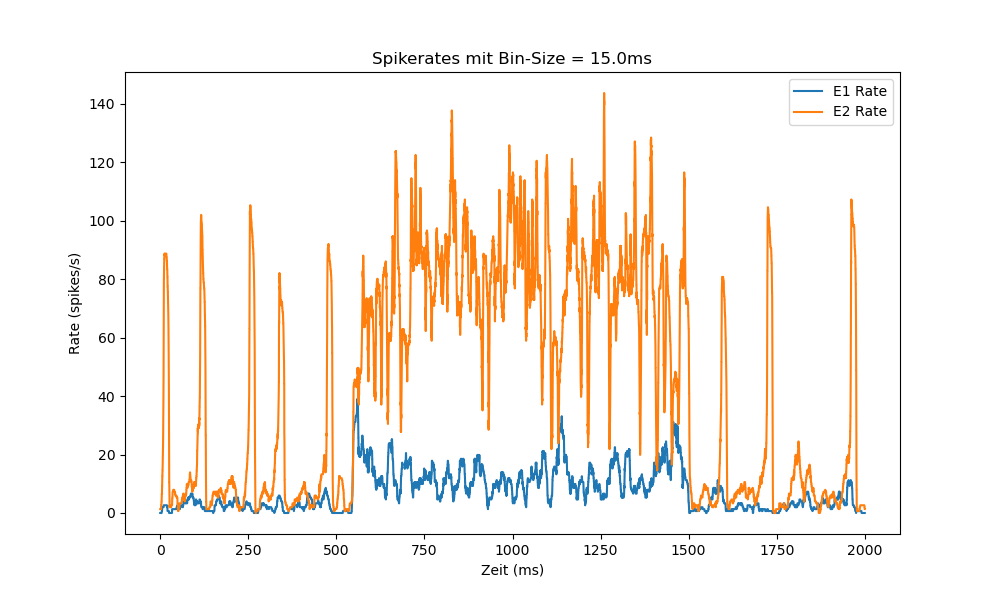 Spikerates mit Bin-Size = 15.0ms
E1 Rate
E2 Rate
Rate (spikes/s)
140
120
100
80
60
40
20
0
0 250 500 750 1000 1250 1500 1750 2000
Zeit (ms)